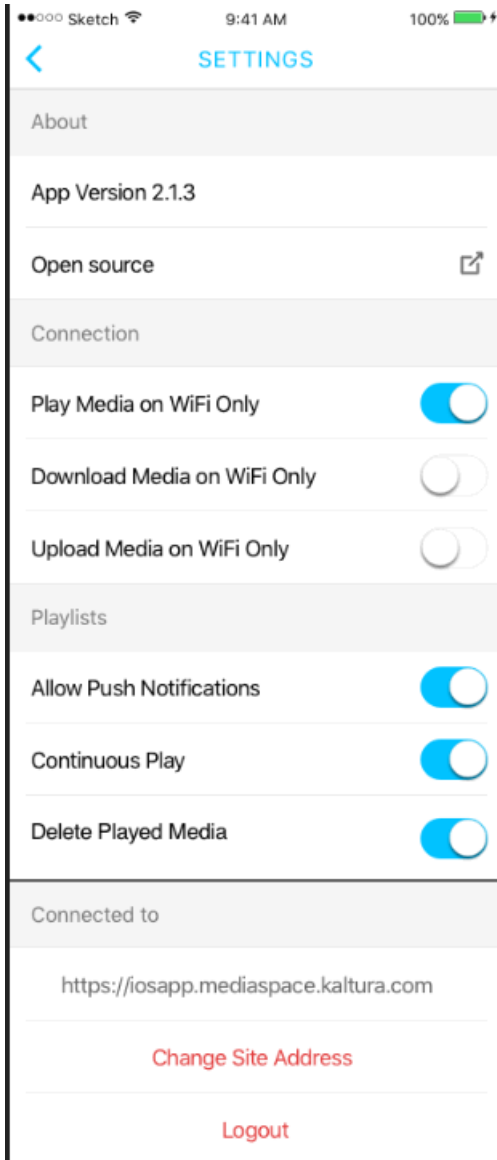 Sketch 9:41 AM 100%
SETTINGS
About
App Version 2.1.3
Open source
Connection
Play Media on WiFi Only
Download Media on WiFi Only
Upload Media on WiFi Only
Playlists
Allow Push Notifications
Continuous Play
Delete Played Media
Connected to
https://iosapp.mediaspace.kaltura.com
Change Site Address
Logout